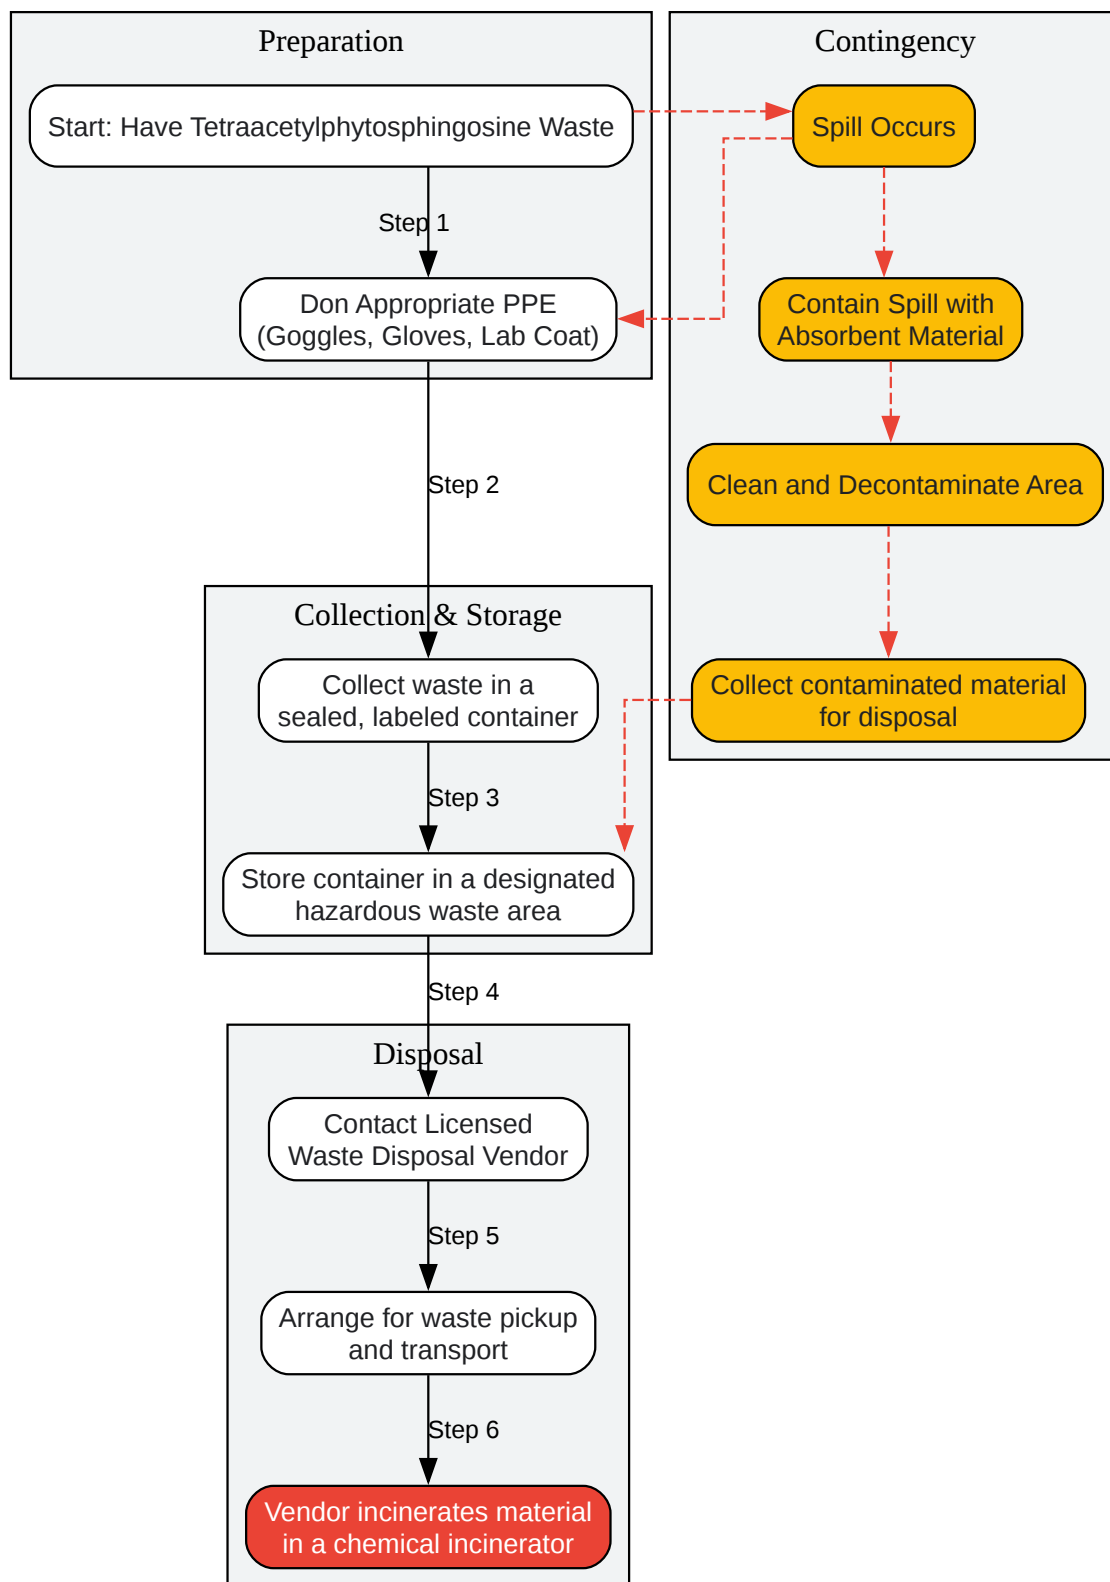 Preparation
Start: Have Tetraacetylphytosphingosine Waste
Step 1
Don Appropriate PPE
(Goggles, Gloves, Lab Coat)
Step 2
Collection & Storage
Collect waste in a
sealed, labeled container
Step 3
Store container in a designated
hazardous waste area
Step 4
Disposal
Contact Licensed
Waste Disposal Vendor
Step 5
Arrange for waste pickup
and transport
Step 6
Vendor incinerates material
in a chemical incinerator
Contingency
Spill Occurs
Contain Spill with
Absorbent Material
Clean and Decontaminate Area
Collect contaminated material
for disposal